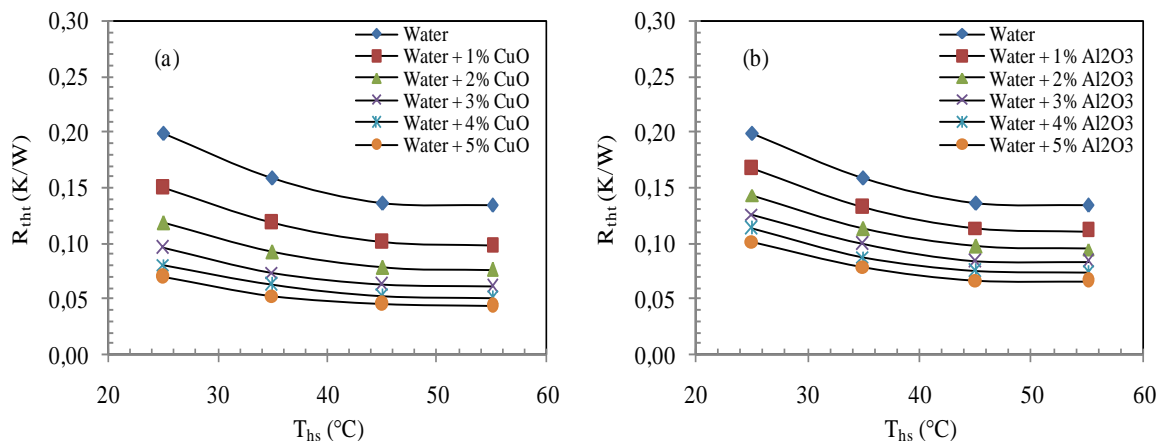 0,30
0,25
0,20
0,15
0,10
0,05
0,00
R_tht (K/W)
(a)
Water
Water + 1% CuO
Water + 2% CuO
Water + 3% CuO
Water + 4% CuO
Water + 5% CuO
20 30 40 50 60
T_hs (°C)
0,30
0,25
0,20
0,15
0,10
0,05
0,00
R_tht (K/W)
(b)
Water
Water + 1% Al2O3
Water + 2% Al2O3
Water + 3% Al2O3
Water + 4% Al2O3
Water + 5% Al2O3
20 30 40 50 60
T_hs (°C)